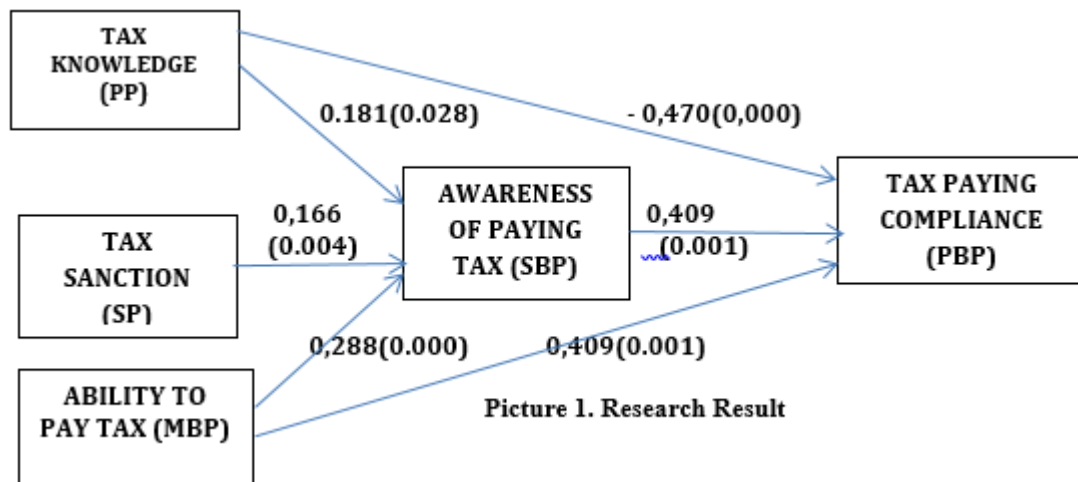 TAX
KNOWLEDGE
(PP)
0.181(0.028)
- 0,470(0,000)
TAX
SANCTION
(SP)
0,166
(0.004)
AWARENESS
OF PAYING
TAX (SBP)
0,409
(0.001)
TAX PAYING
COMPLIANCE
(PBP)
0,288(0.000)
0,409(0.001)
ABILITY TO
PAY TAX (MBP)
Picture 1. Research Result